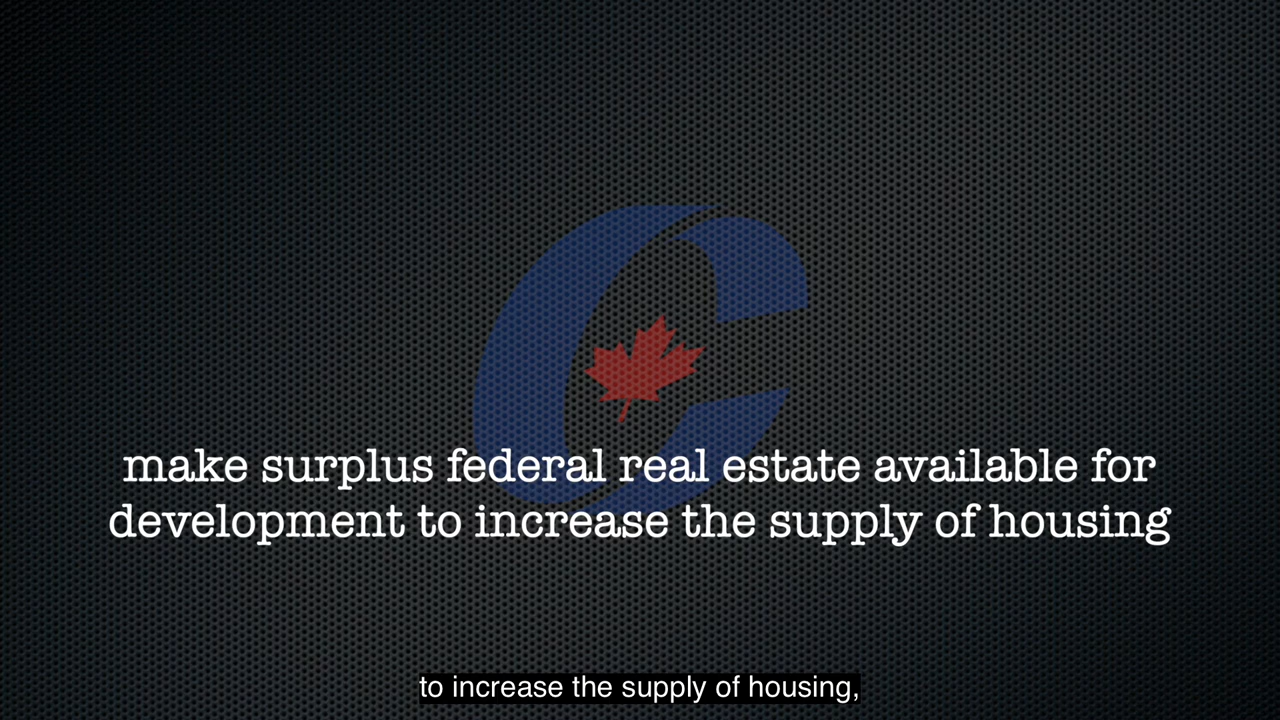 make surplus federal real estate available for
development to increase the supply of housing
to increase the supply of housing,